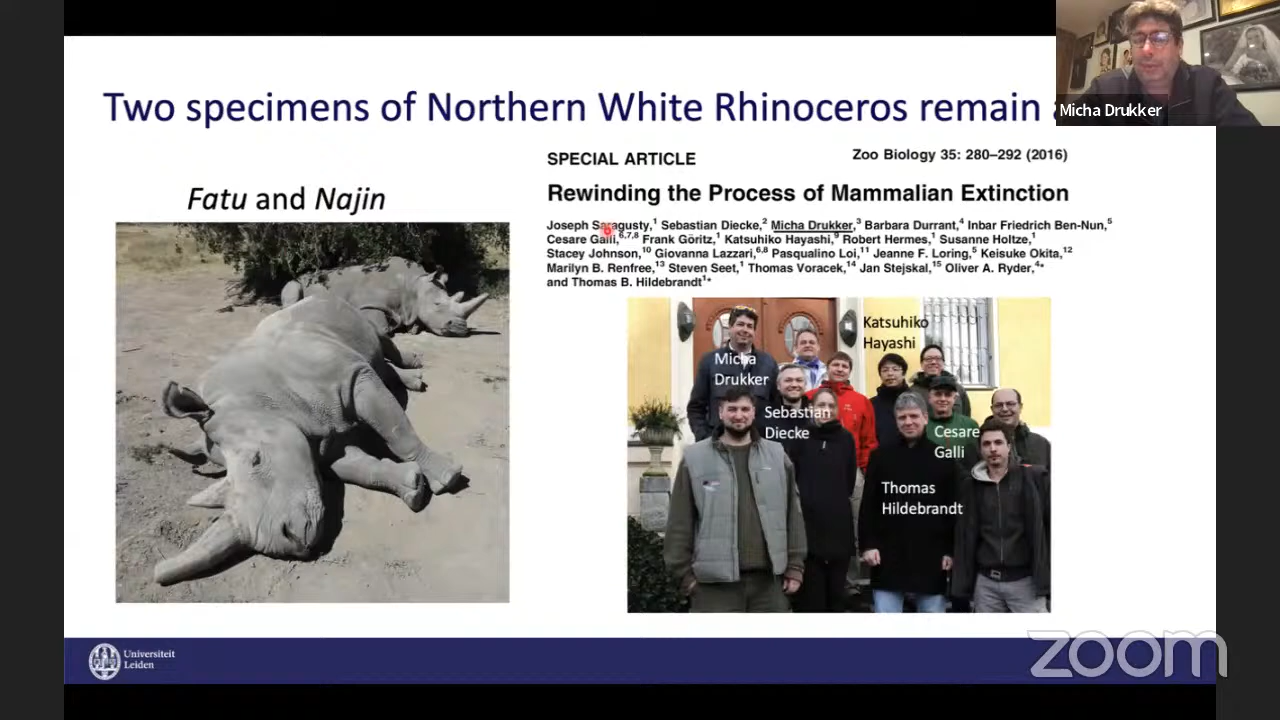 Two specimens of Northern White Rhinoceros remain
Micha Drukker
Fatu and Najin
SPECIAL ARTICLE
Zoo Biology 35: 280–292 (2016)
Rewinding the Process of Mammalian Extinction
Joseph Saragusty,1 Sebastian Diecke,2 Micha Drukker,3 Barbara Durrant,4 Inbar Friedrich Ben-Nun,5
Cesare Galli,6,7,8 Frank Göritz,1 Katsuhiko Hayashi,9 Robert Hermes,1 Susanne Holtze,1
Stacey Johnson,10 Giovanna Lazzari,6,8 Pasqualino Loi,11 Jeanne F. Loring,5 Keisuke Okita,12
Marilyn B. Renfree,13 Steven Seet,1 Thomas Voracek,14 Jan Stejskal,15 Oliver A. Ryder,4*
and Thomas B. Hildebrandt1*
Katsuhiko
Hayashi
Micha
Drukker
Sebastian
Diecke
Cesare
Galli
Thomas
Hildebrandt
Universiteit
Leiden
zoom